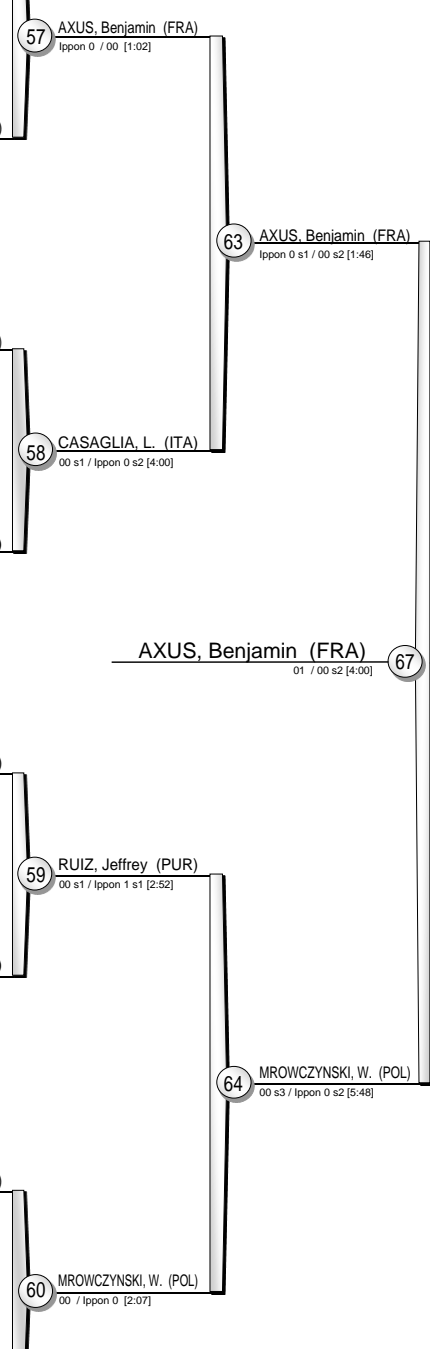 57
AXUS, Benjamin (FRA)
Ippon 0 / 00 [1:02]
63
AXUS, Benjamin (FRA)
Ippon 0 s1 / 00 s2 [1:46]
58
CASAGLIA, L. (ITA)
00 s1 / Ippon 0 s2 [4:00]
AXUS, Benjamin (FRA)
01 / 00 s2 [4:00]
67
59
RUIZ, Jeffrey (PUR)
00 s1 / Ippon 1 s1 [2:52]
64
MROWCZYNSKI, W. (POL)
00 s3 / Ippon 0 s2 [5:48]
60
MROWCZYNSKI, W. (POL)
00 / Ippon 0 [2:07]